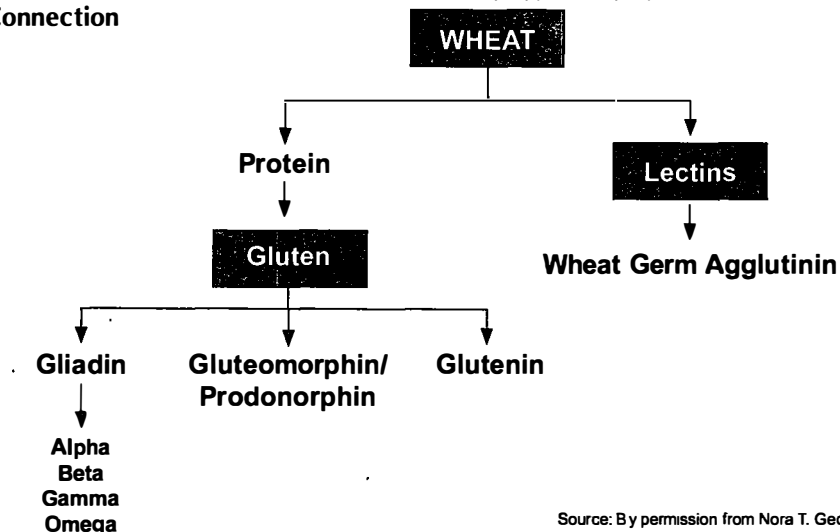 Connection
WHEAT
Protein
Lectins
Gluten
Wheat Germ Agglutinin
Gliadin
Gluteomorphin/
Prodonorphin
Glutenin
Alpha
Beta
Gamma
Omega
Source: By permission from Nora T.